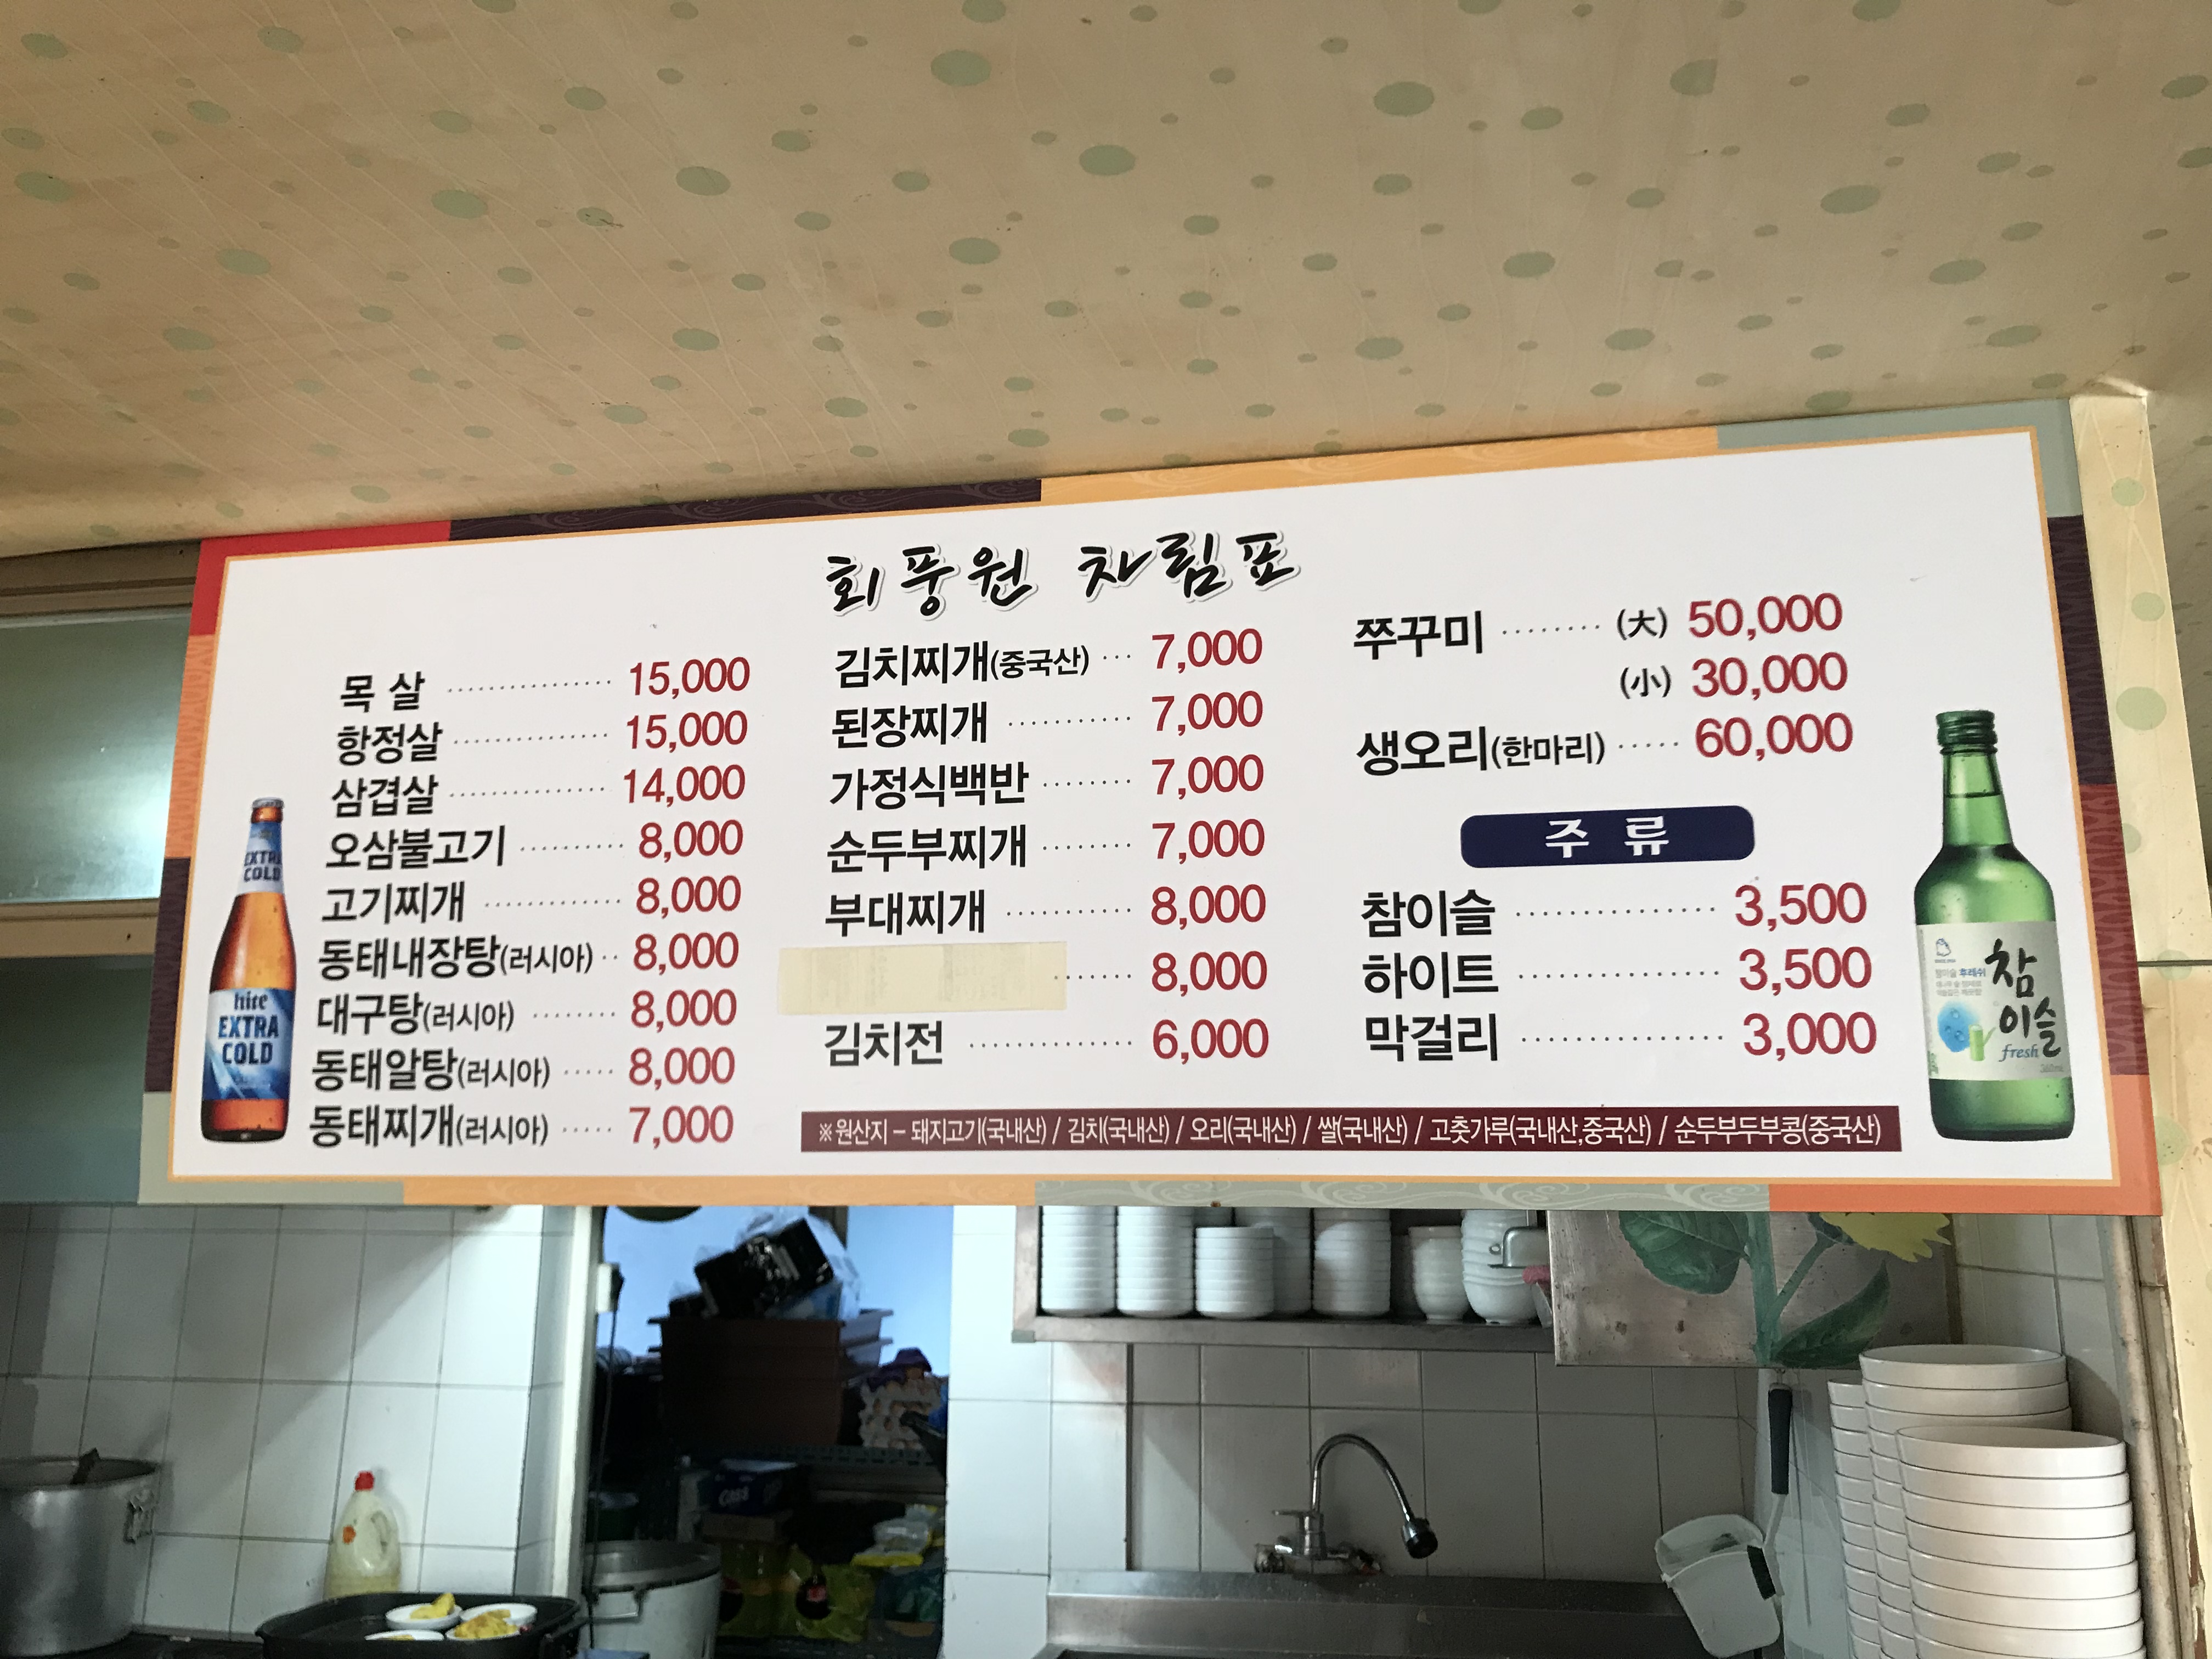 회풍원 차림표
목 살 ················ 15,000
항정살 ················ 15,000
삼겹살 ················ 14,000
오삼불고기 ·········· 8,000
고기찌개 ············· 8,000
동태내장탕(러시아) ·· 8,000
대구탕(러시아) ········ 8,000
동태알탕(러시아) ····· 8,000
동태찌개(러시아) ····· 7,000
김치찌개(중국산) ··· 7,000
된장찌개 ············ 7,000
가정식백반 ········ 7,000
순두부찌개 ········ 7,000
부대찌개 ············ 8,000
······· 8,000
김치전 ··············· 6,000
쭈꾸미 ········ (大) 50,000
(小) 30,000
생오리(한마리) ····· 60,000
주 류
참이슬 ················ 3,500
하이트 ················ 3,500
막걸리 ················ 3,000
※원산지 - 돼지고기(국내산) / 김치(국내산) / 오리(국내산) / 쌀(국내산) / 고춧가루(국내산,중국산) / 순두부두부콩(중국산)
EXTRA
COLD
hite
EXTRA
COLD
후레쉬
참
이슬
fresh
Cass